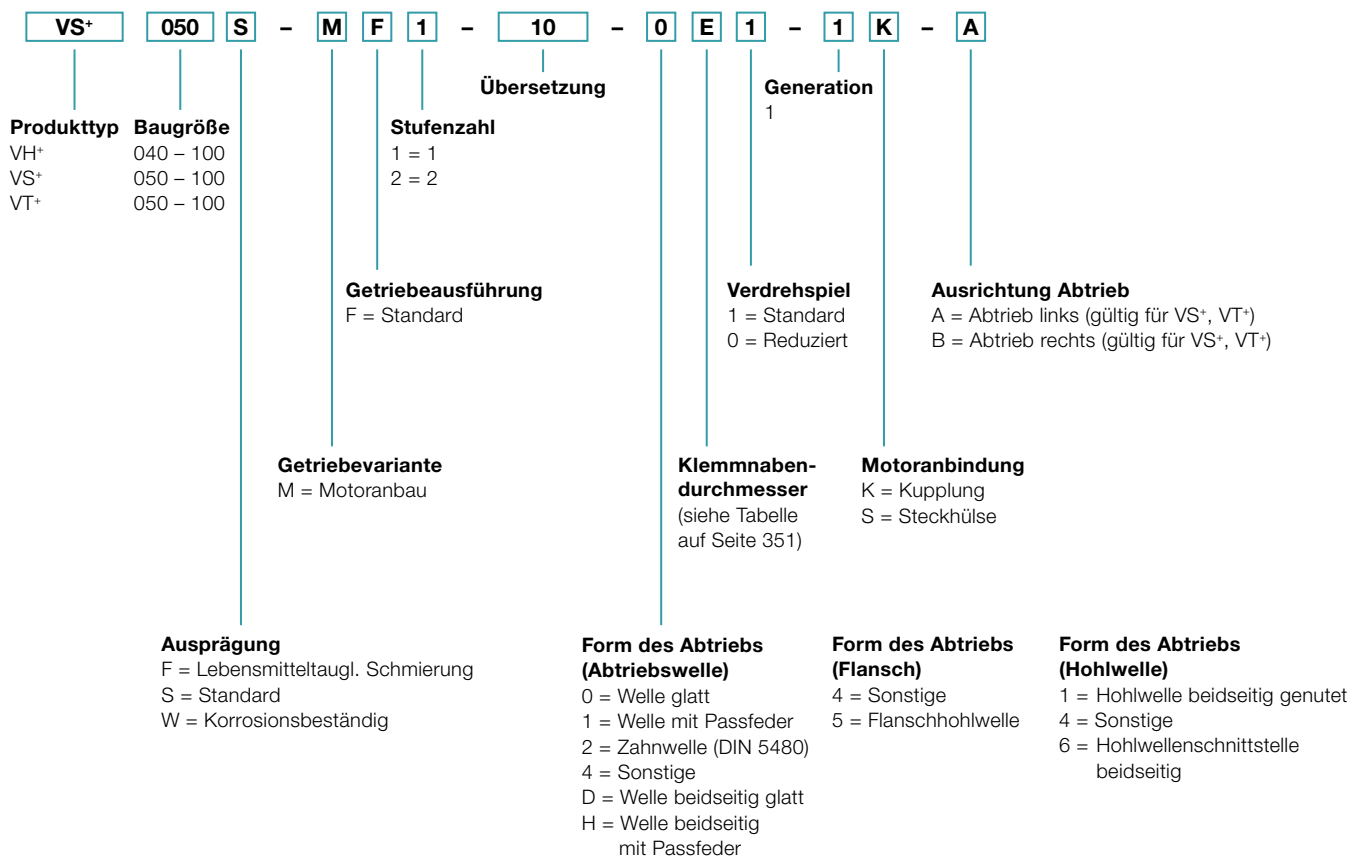 VS⁺ 050 S – M F 1 – 10 – 0 E 1 – 1 K – A
Übersetzung
Generation
1
Produkttyp
VH⁺
VS⁺
VT⁺
Baugröße
040 – 100
050 – 100
050 – 100
Stufenzahl
1 = 1
2 = 2
Getriebeausführung
F = Standard
Verdrehspiel
1 = Standard
0 = Reduziert
Ausrichtung Abtrieb
A = Abtrieb links (gültig für VS⁺, VT⁺)
B = Abtrieb rechts (gültig für VS⁺, VT⁺)
Getriebevariante
M = Motoranbau
Klemmnaben-
durchmesser
(siehe Tabelle
auf Seite 351)
Motoranbindung
K = Kupplung
S = Steckhülse
Ausprägung
F = Lebensmitteltaugl. Schmierung
S = Standard
W = Korrosionsbeständig
Form des Abtriebs
(Abtriebswelle)
0 = Welle glatt
1 = Welle mit Passfeder
2 = Zahnwelle (DIN 5480)
4 = Sonstige
D = Welle beidseitig glatt
H = Welle beidseitig
mit Passfeder
Form des Abtriebs
(Flansch)
4 = Sonstige
5 = Flanschhohlwelle
Form des Abtriebs
(Hohlwelle)
1 = Hohlwelle beidseitig genutet
4 = Sonstige
6 = Hohlwellenschnittstelle
beidseitig